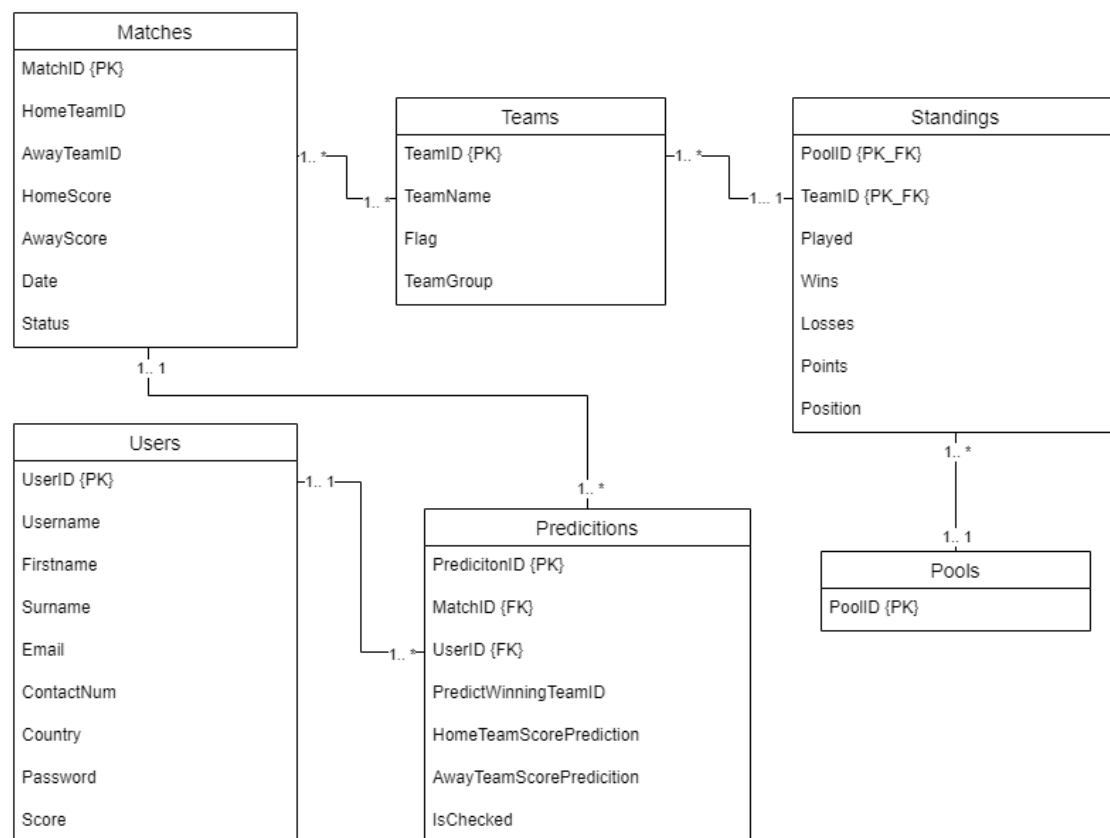 Matches
MatchID {PK}
HomeTeamID
AwayTeamID
HomeScore
AwayScore
Date
Status
1.. *
1.. *
1.. 1
Teams
TeamID {PK}
TeamName
Flag
TeamGroup
1.. *
1... 1
Standings
PoolID {PK_FK}
TeamID {PK_FK}
Played
Wins
Losses
Points
Position
1.. *
1.. 1
Pools
PoolID {PK}
Users
UserID {PK}
Username
Firstname
Surname
Email
ContactNum
Country
Password
Score
1.. 1
1.. *
1.. *
Predicitions
PredicitonID {PK}
MatchID {FK}
UserID {FK}
PredictWinningTeamID
HomeTeamScorePrediction
AwayTeamScorePredicition
IsChecked